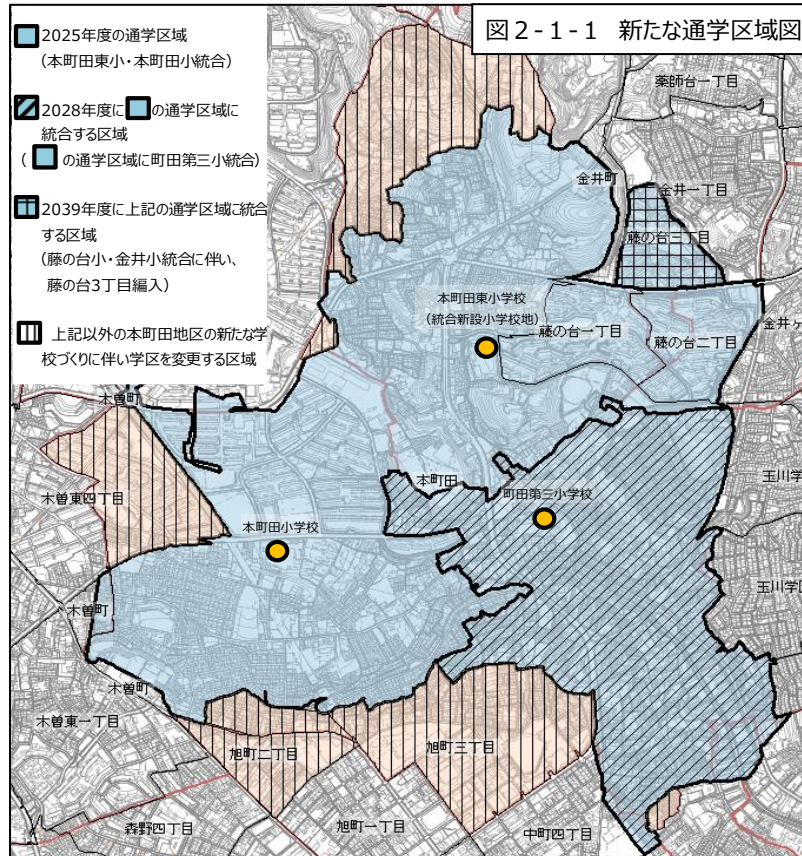 図2-1-1 新たな通学区域図
2025年度の通学区域
(本町田東小・本町田小統合)
2028年度に の通学区域に
統合する区域
( の通学区域に町田第三小統合)
2039年度に上記の通学区域に統合
する区域
(藤の台小・金井小統合に伴い、
藤の台3丁目編入)
上記以外の本町田地区の新たな学
校づくりに伴い学区を変更する区域
薬師台一丁目
金井町
金井一丁目
藤の台三丁目
本町田東小学校
(統合新設小学校地)
藤の台一丁目
藤の台二丁目
金井ヶ
木曽町
木曽東四丁目
本町田
町田第三小学校
玉川学
本町田小学校
玉川学
木曽町
木曽町
木曽東一丁目
旭町二丁目
旭町三丁目
森野四丁目
旭町一丁目
中町四丁目